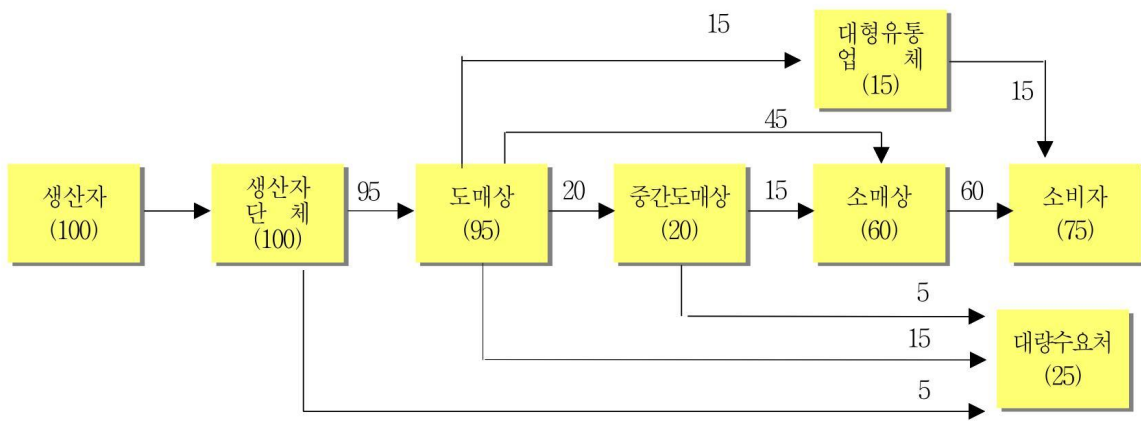 15
대형유통
업 체
(15)
15
45
생산자
(100)
생산자
단 체
(100)
95
도매상
(95)
20
중간도매상
(20)
15
소매상
(60)
60
소비자
(75)
5
15
5
대량수요처
(25)